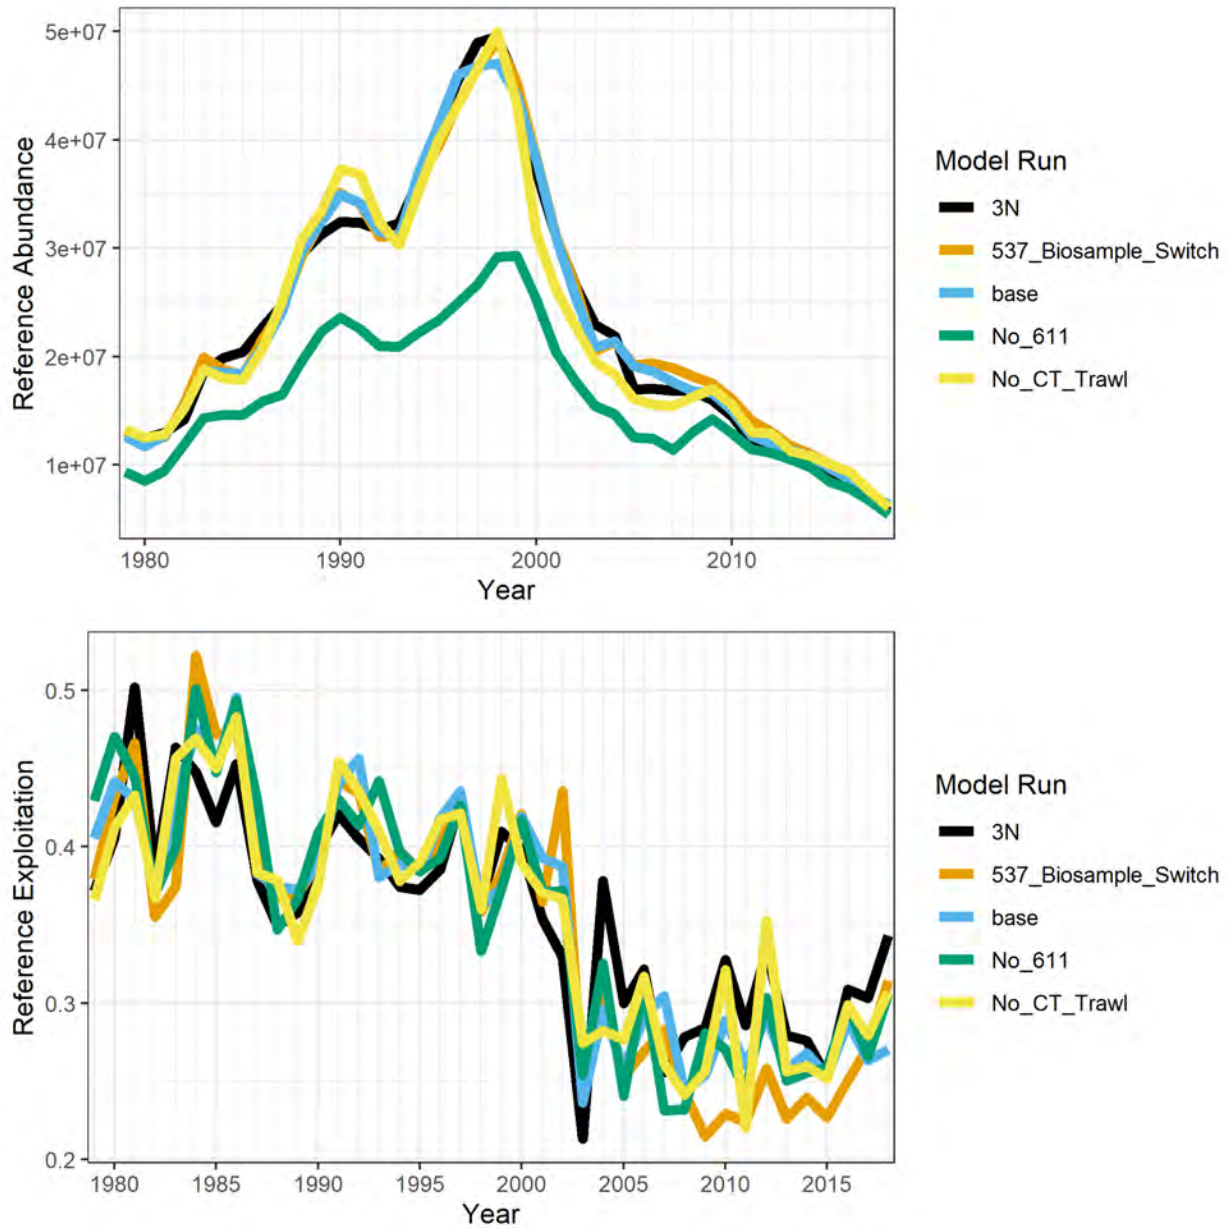 Reference Abundance
5e+07
4e+07
3e+07
2e+07
1e+07
1980 1990 2000 2010
Year
Model Run
3N
537_Biosample_Switch
base
No_611
No_CT_Trawl
Reference Exploitation
0.5
0.4
0.3
0.2
1980 1985 1990 1995 2000 2005 2010 2015
Year
Model Run
3N
537_Biosample_Switch
base
No_611
No_CT_Trawl